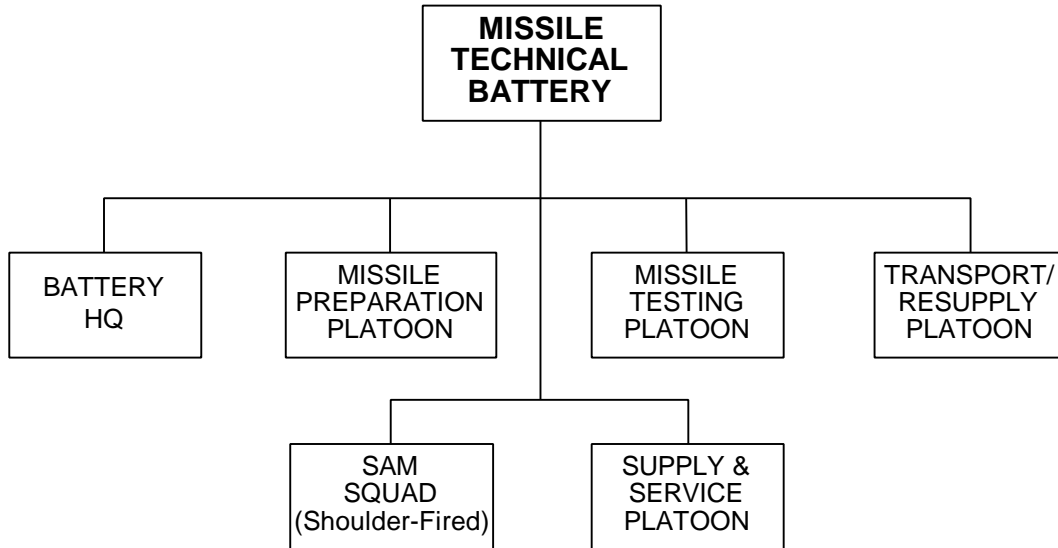 MISSILE
TECHNICAL
BATTERY
BATTERY
HQ
MISSILE
PREPARATION
PLATOON
MISSILE
TESTING
PLATOON
TRANSPORT/
RESUPPLY
PLATOON
SAM
SQUAD
(Shoulder-Fired)
SUPPLY &
SERVICE
PLATOON